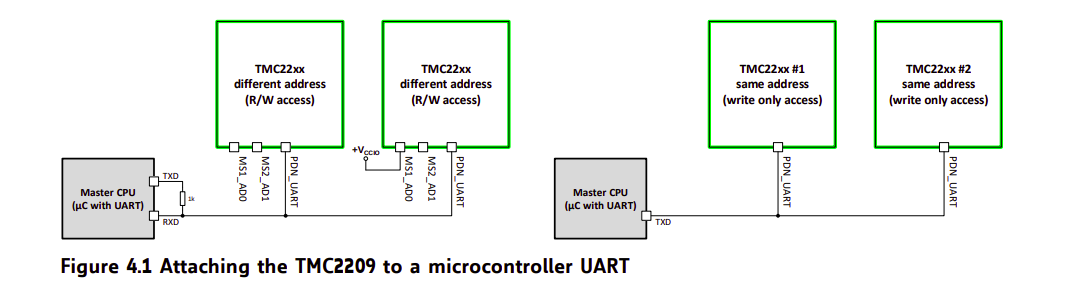 TMC22xx
different address
(R/W access)
TMC22xx
different address
(R/W access)
TMC22xx #1
same address
(write only access)
TMC22xx #2
same address
(write only access)
+VCCIO
MS1_AD0
MS2_AD1
PDN_UART
MS1_AD0
MS2_AD1
PDN_UART
PDN_UART
PDN_UART
Master CPU
(µC with UART)
TXD
1k
RXD
Master CPU
(µC with UART)
TXD
Figure 4.1 Attaching the TMC2209 to a microcontroller UART